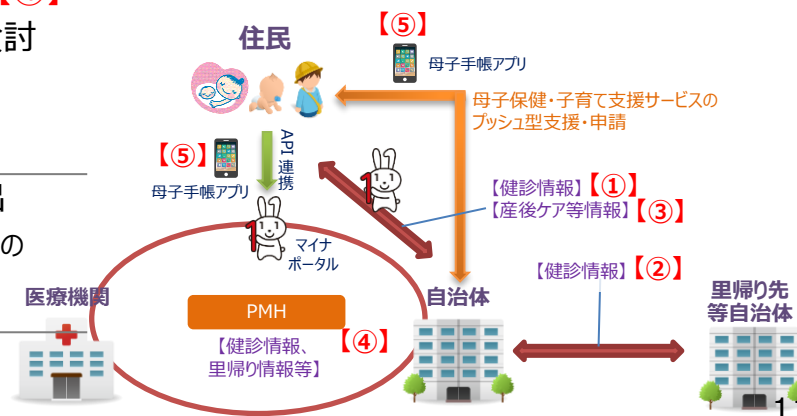 【⑤】
討
住民
母子手帳アプリ
母子保健・子育て支援サービスの
プッシュ型支援・申請
【⑤】
API連携
母子手帳アプリ
【健診情報】【①】
【産後ケア等情報】【③】
の
マイナ
ポータル
【健診情報】【②】
医療機関
自治体
里帰り先
等自治体
PMH
【健診情報、
里帰り情報等】
【④】